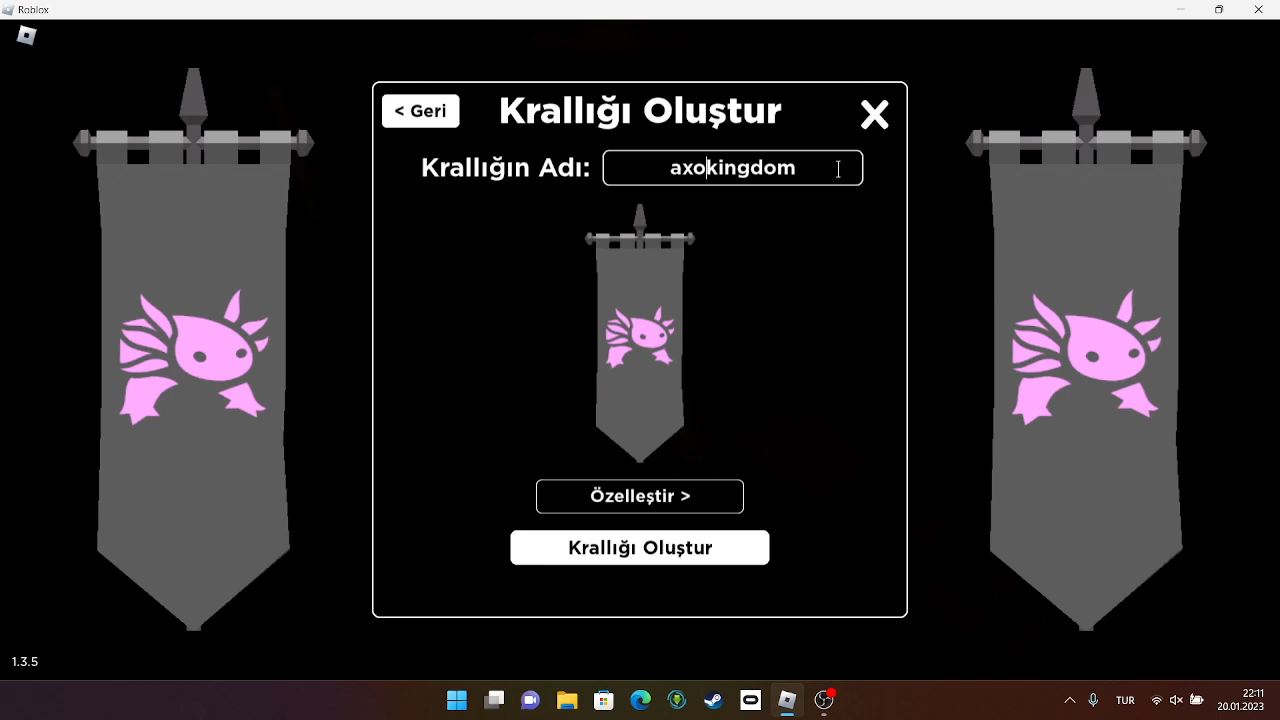 Roblox
< Geri
Krallığı Oluştur
X
Krallığın Adı:
axokingdom
Özelleştir >
Krallığı Oluştur
1.3.5
TUR
22:11
20.01.2023